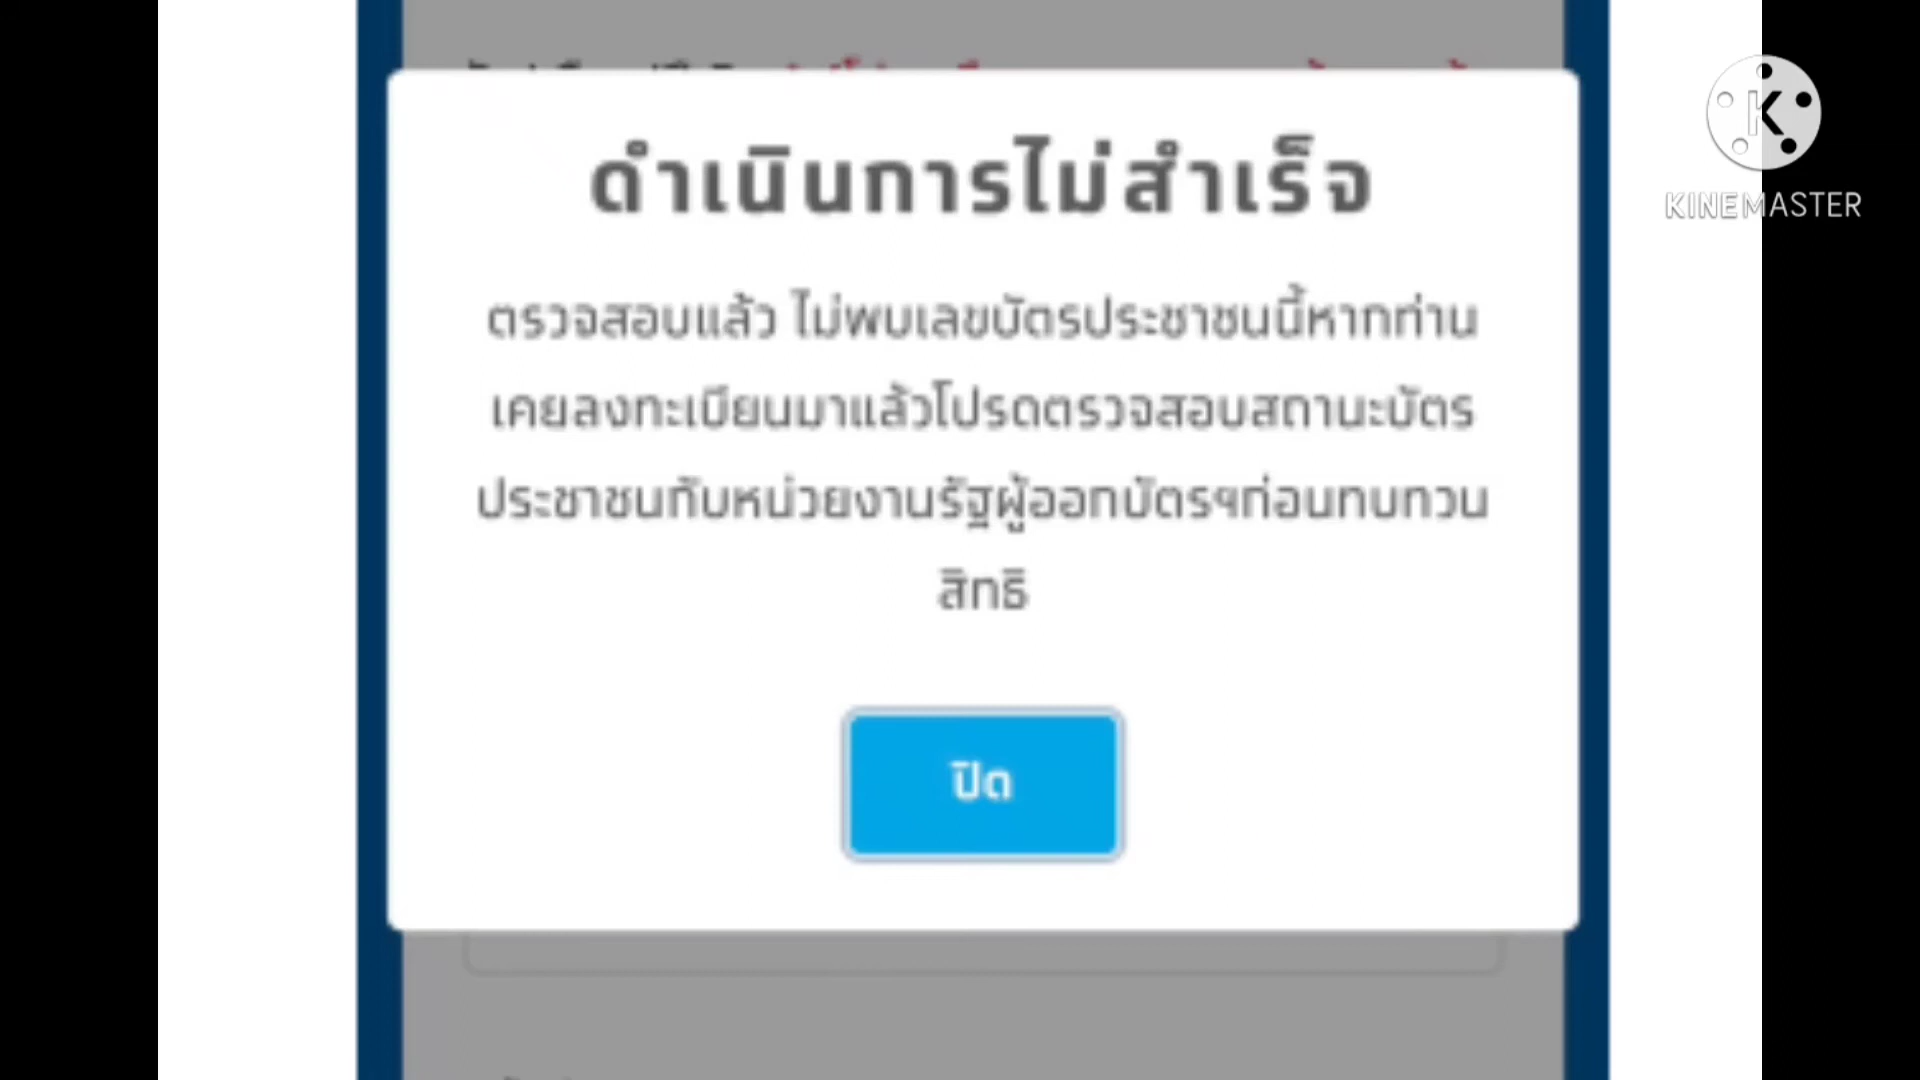 ดำเนินการไม่สำเร็จ
ตรวจสอบแล้ว ไม่พบเลขบัตรประชาชนนี้หากท่าน
เคยลงทะเบียนมาแล้วโปรดตรวจสอบสถานะบัตร
ประชาชนกับหน่วยงานรัฐผู้ออกบัตรฯก่อนทบทวน
สิทธิ
ปิด
KINEMASTER